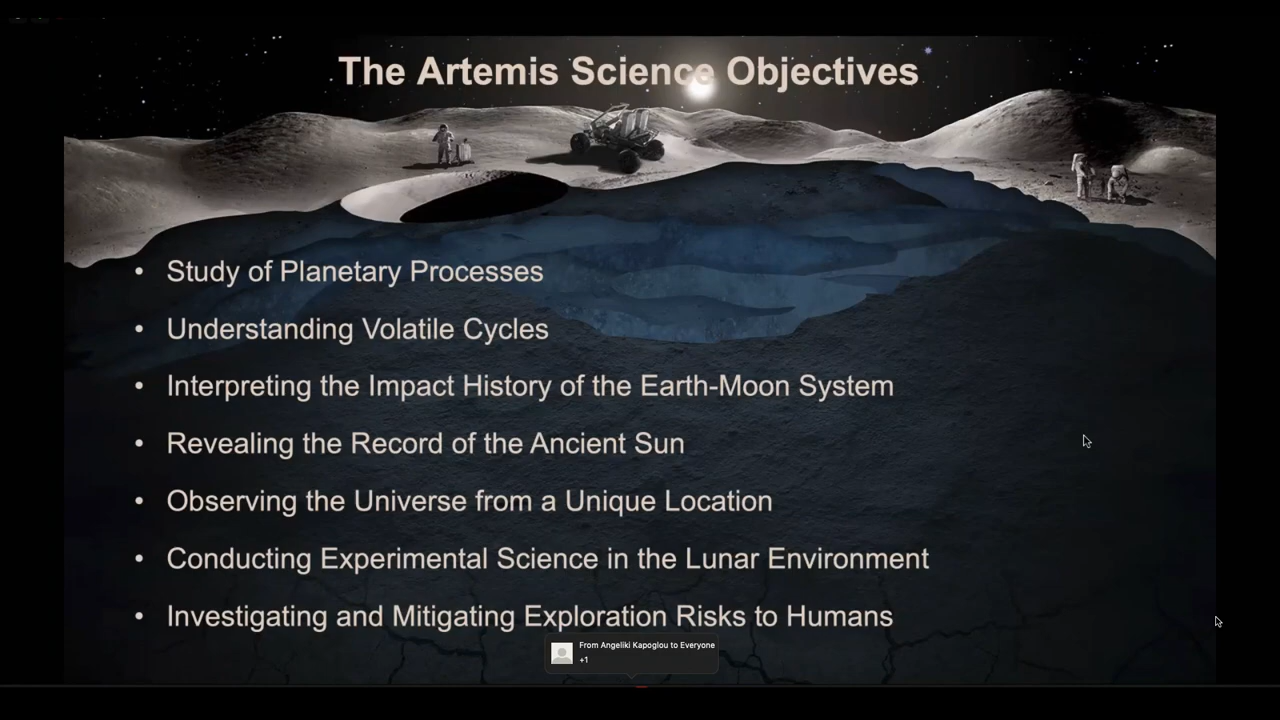 The Artemis Science Objectives
• Study of Planetary Processes
• Understanding Volatile Cycles
• Interpreting the Impact History of the Earth-Moon System
• Revealing the Record of the Ancient Sun
• Observing the Universe from a Unique Location
• Conducting Experimental Science in the Lunar Environment
• Investigating and Mitigating Exploration Risks to Humans
From Angeliki Kapoglou to Everyone
+1